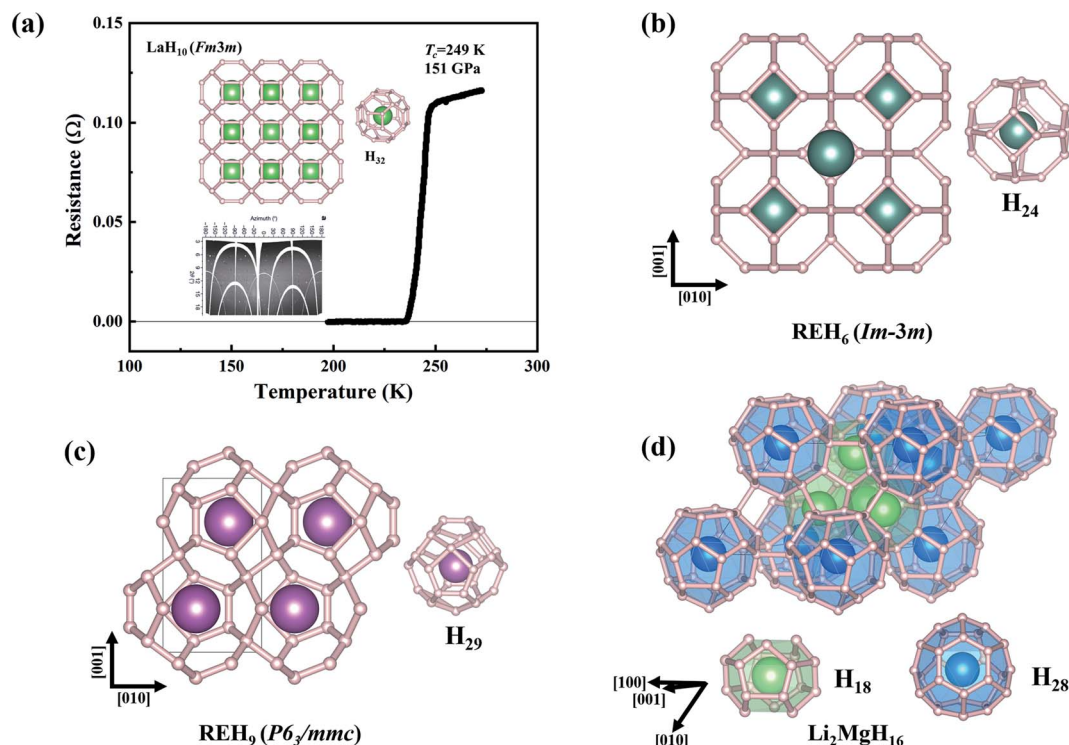 (a)
LaH10 (Fm3m)
Tc=249 K
151 GPa
H32
Azimuth (°)
Resistance (Ω)
0.15
0.10
0.05
0.00
100
150
200
250
300
Temperature (K)
(b)
H24
[001]
[010]
REH6 (Im-3m)
(c)
H29
[001]
[010]
REH9 (P63/mmc)
(d)
H18
H28
[100]
[001]
[010]
Li2MgH16